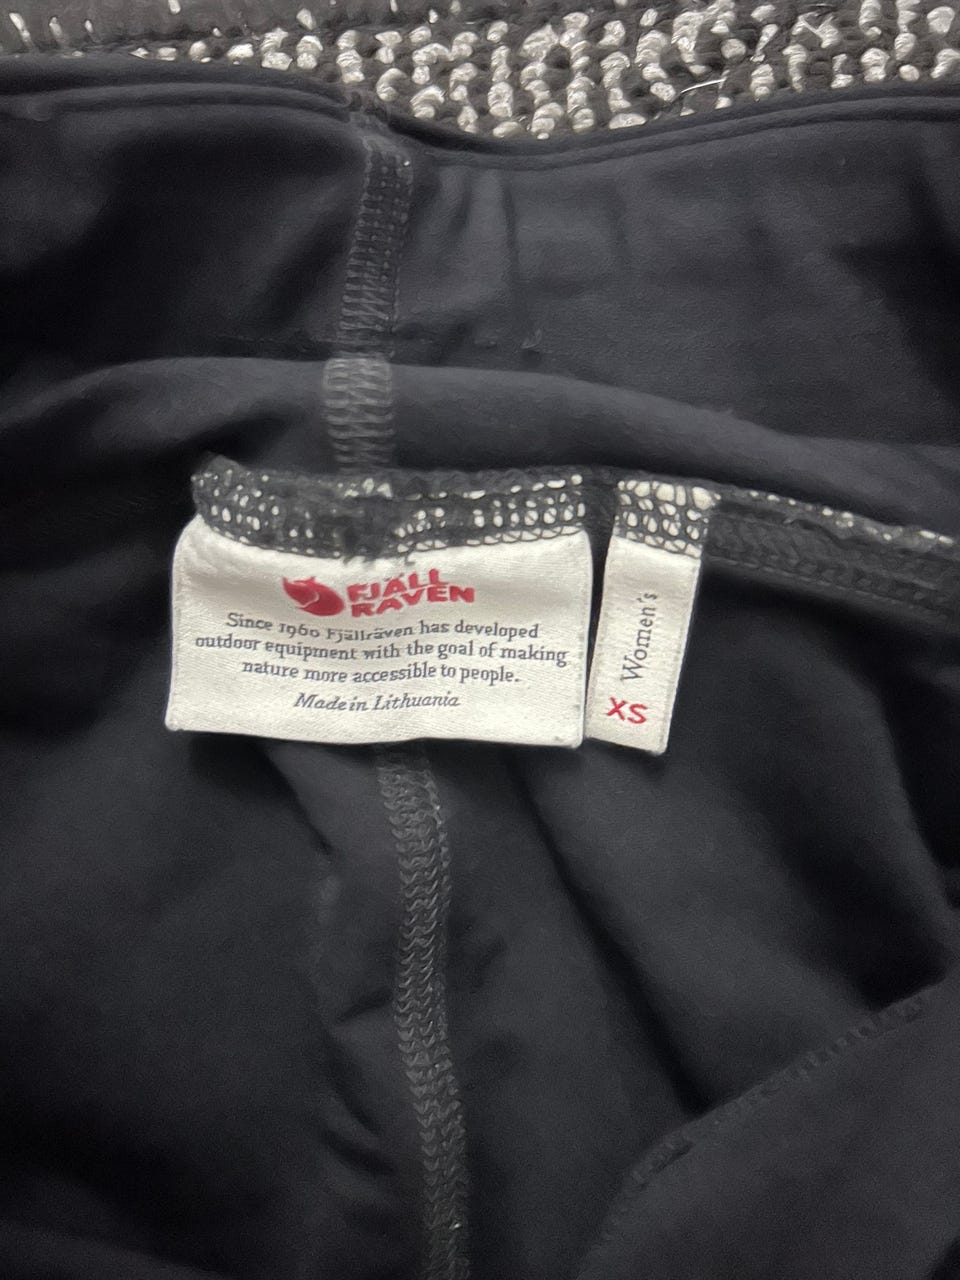 FJÄLL
RAVEN
Since 1960 Fjällräven has developed
outdoor equipment with the goal of making
nature more accessible to people.
Made in Lithuania
Women's
XS